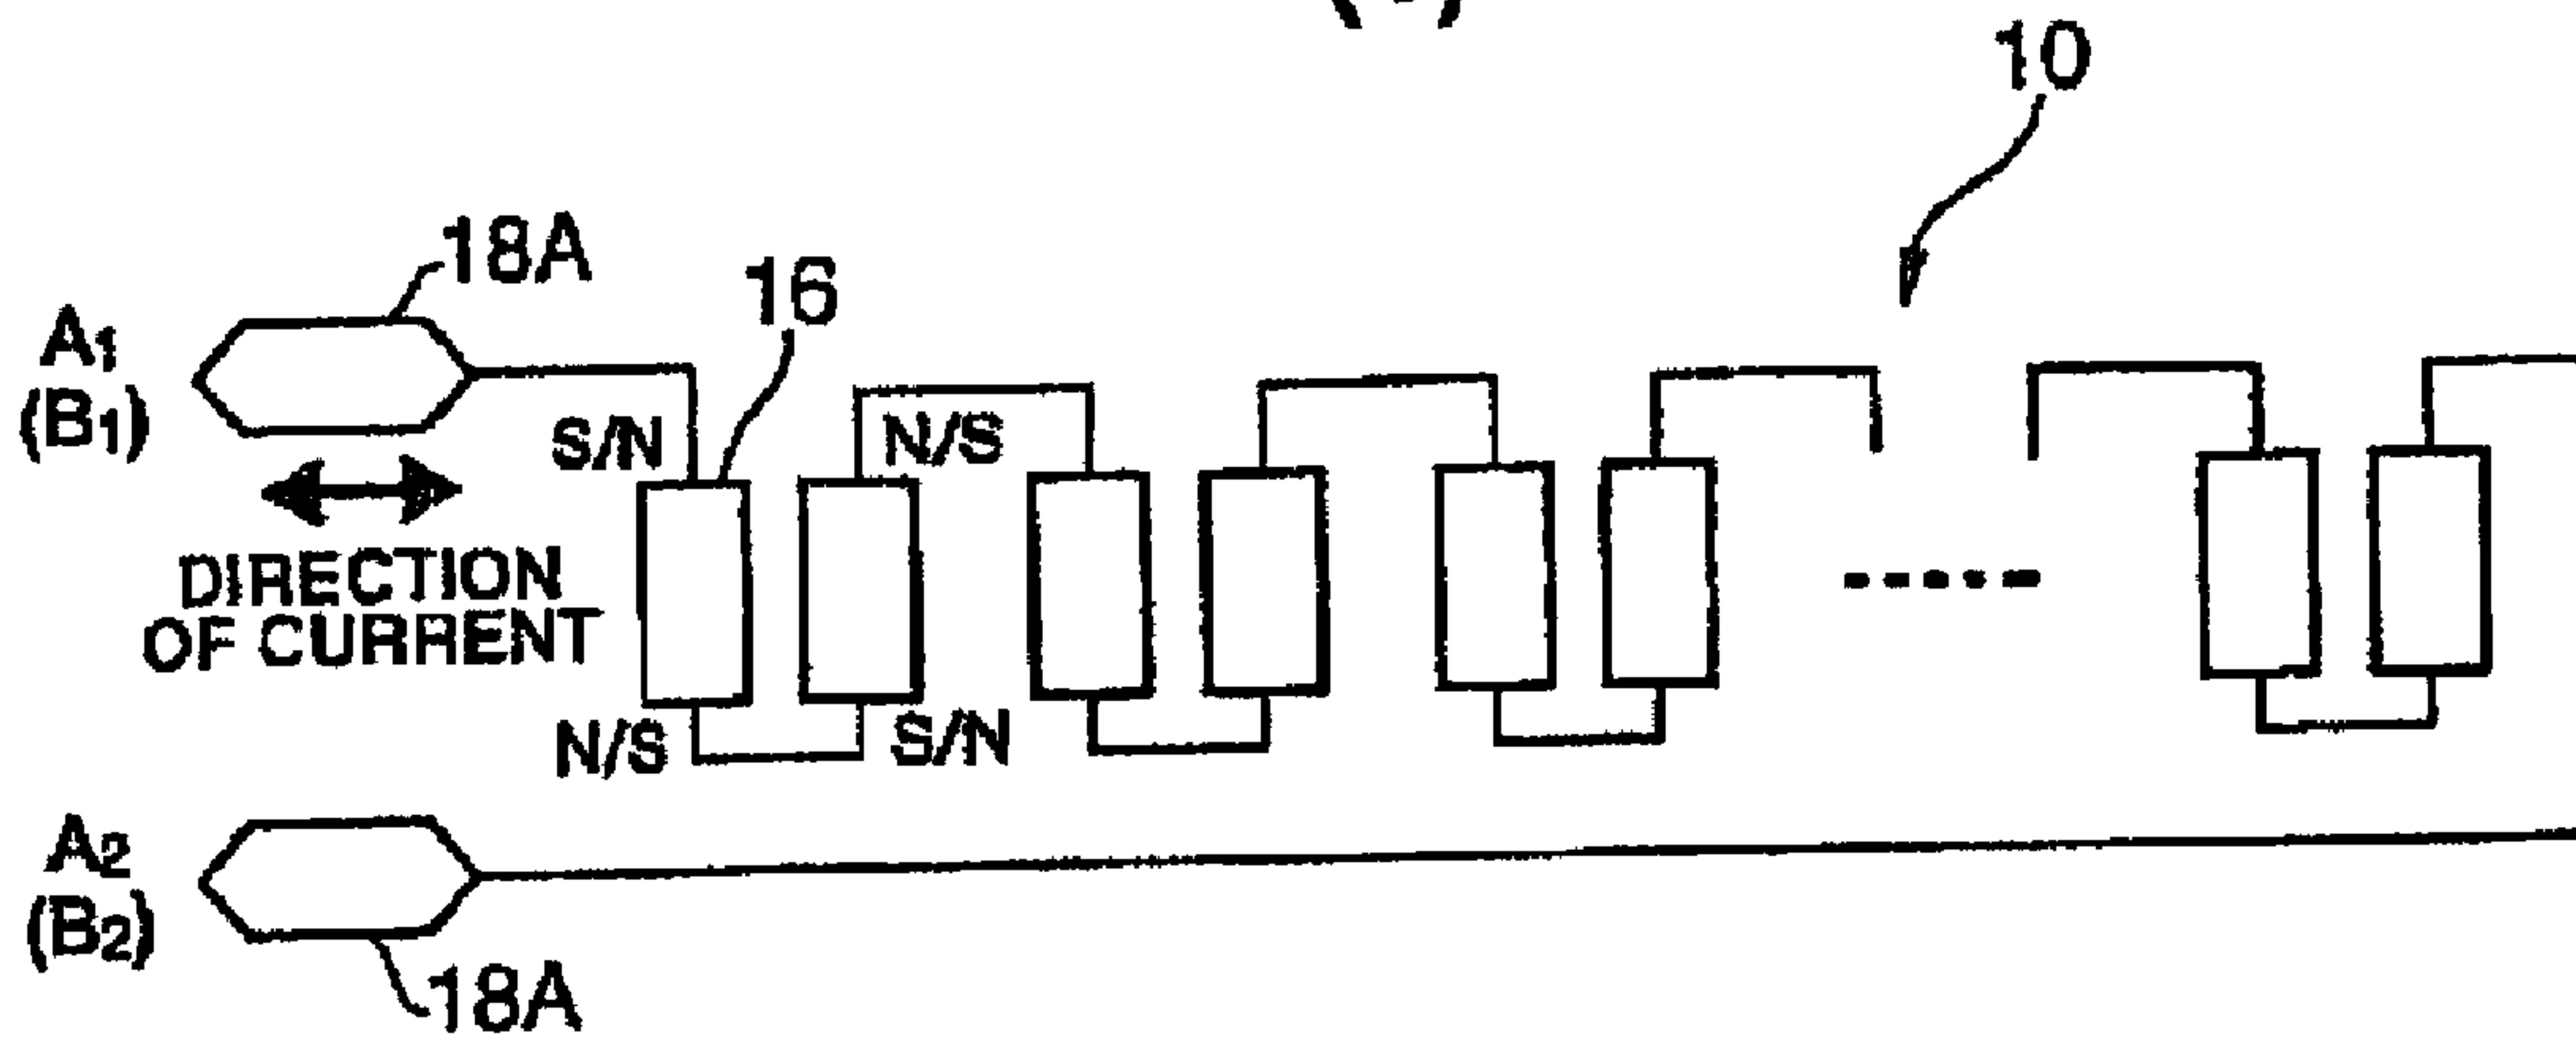 10
18A
16
A1
(B1)
S/N
N/S
DIRECTION
OF CURRENT
N/S
S/N
A2
(B2)
18A